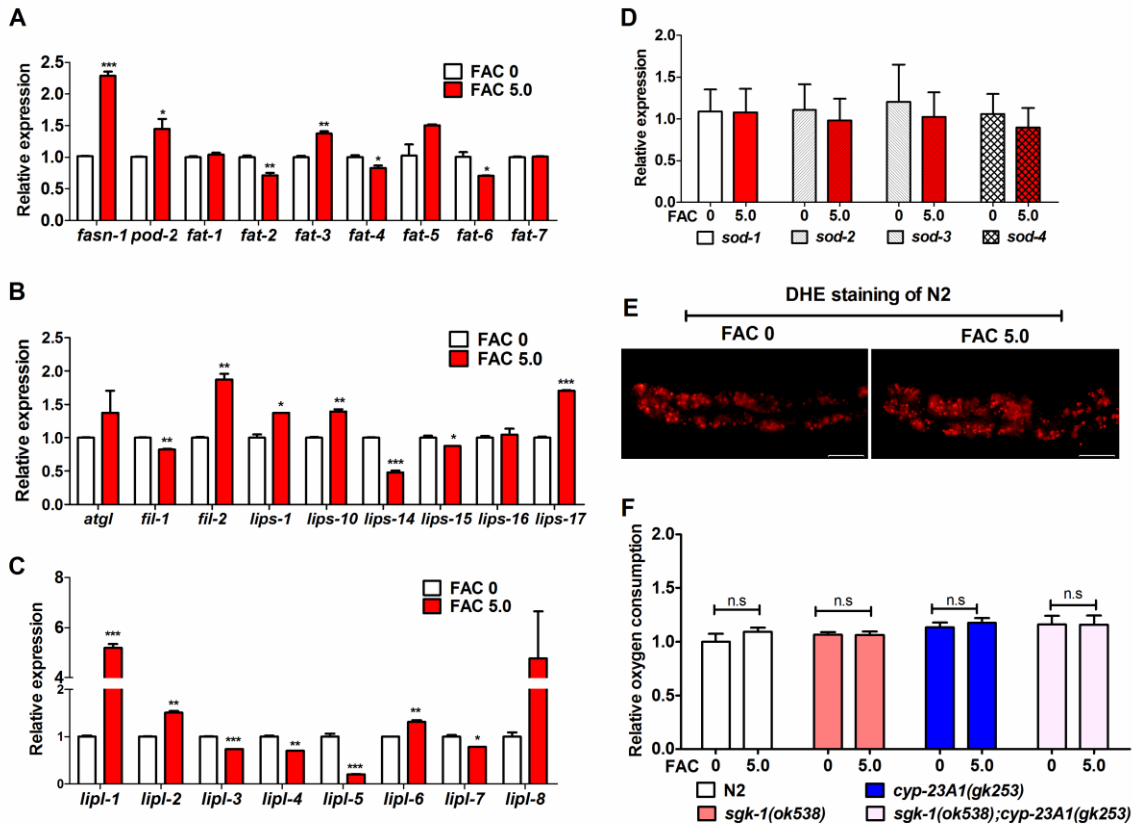 A
Relative expression
2.5
2.0
1.5
1.0
0.5
0.0
***
*
**
**
*
*
FAC 0
FAC 5.0
fasn-1 pod-2 fat-1 fat-2 fat-3 fat-4 fat-5 fat-6 fat-7
B
Relative expression
2.5
2.0
1.5
1.0
0.5
0.0
**
**
*
**
***
*
***
FAC 0
FAC 5.0
atgl fil-1 fil-2 lips-1 lips-10 lips-14 lips-15 lips-16 lips-17
C
Relative expression
8
6
4
2
1
0
***
**
***
**
***
**
*
FAC 0
FAC 5.0
lipl-1 lipl-2 lipl-3 lipl-4 lipl-5 lipl-6 lipl-7 lipl-8
D
Relative expression
2.0
1.5
1.0
0.5
0.0
FAC 0 5.0 0 5.0 0 5.0 0 5.0
sod-1 sod-2 sod-3 sod-4
E
DHE staining of N2
FAC 0 FAC 5.0
F
Relative oxygen consumption
2.0
1.5
1.0
0.5
0.0
n.s n.s n.s n.s
FAC 0 5.0 0 5.0 0 5.0 0 5.0
N2 cyp-23A1(gk253)
sgk-1(ok538) sgk-1(ok538);cyp-23A1(gk253)